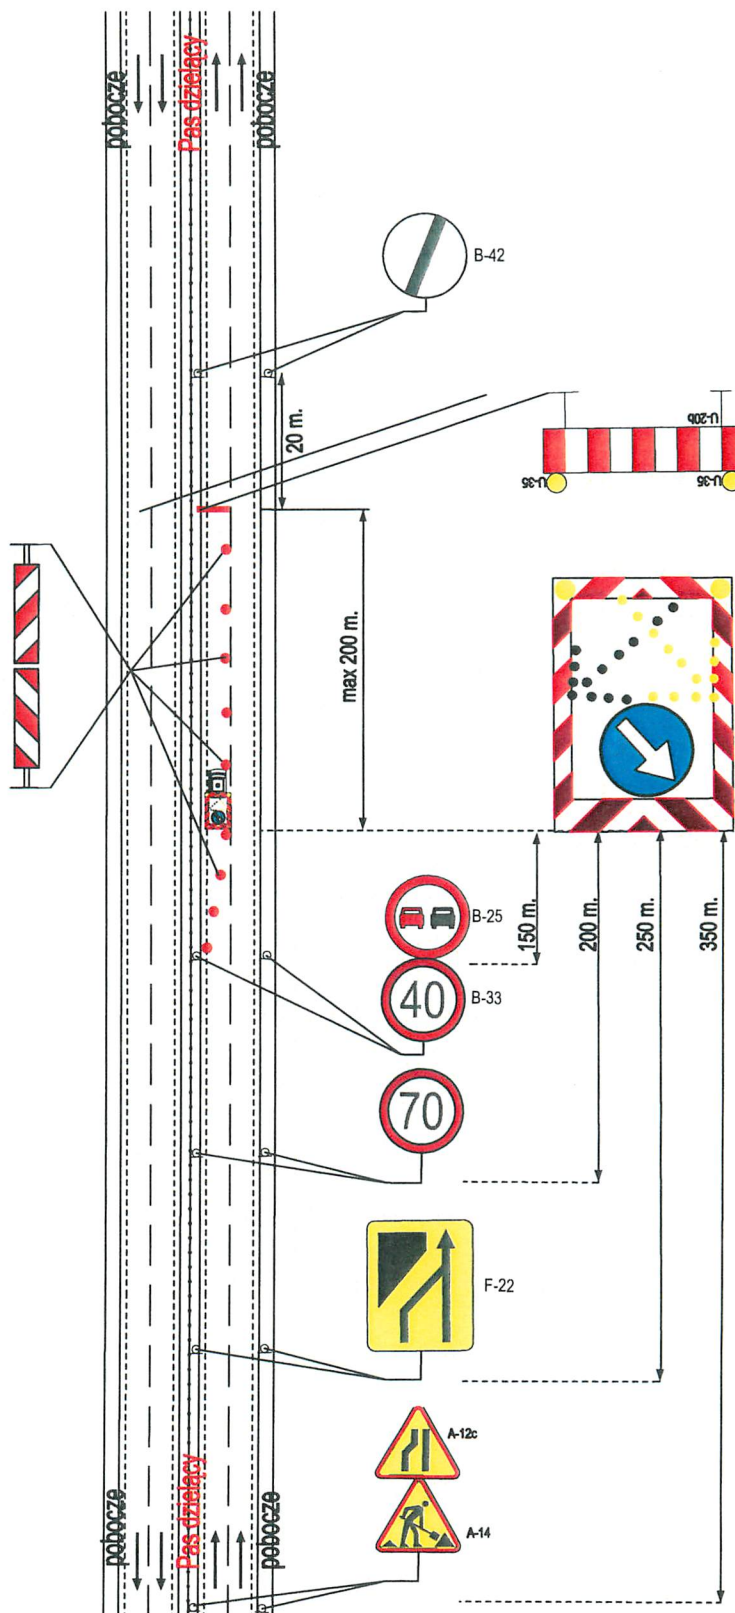 pobocze
Pas dzielący
pobocze
B-42
20 m.
U-20b
U-35
U-35
max 200 m.
B-25
150 m.
200 m.
250 m.
350 m.
40
B-33
70
F-22
A-12c
A-14
pobocze
Pas dzielący
pobocze